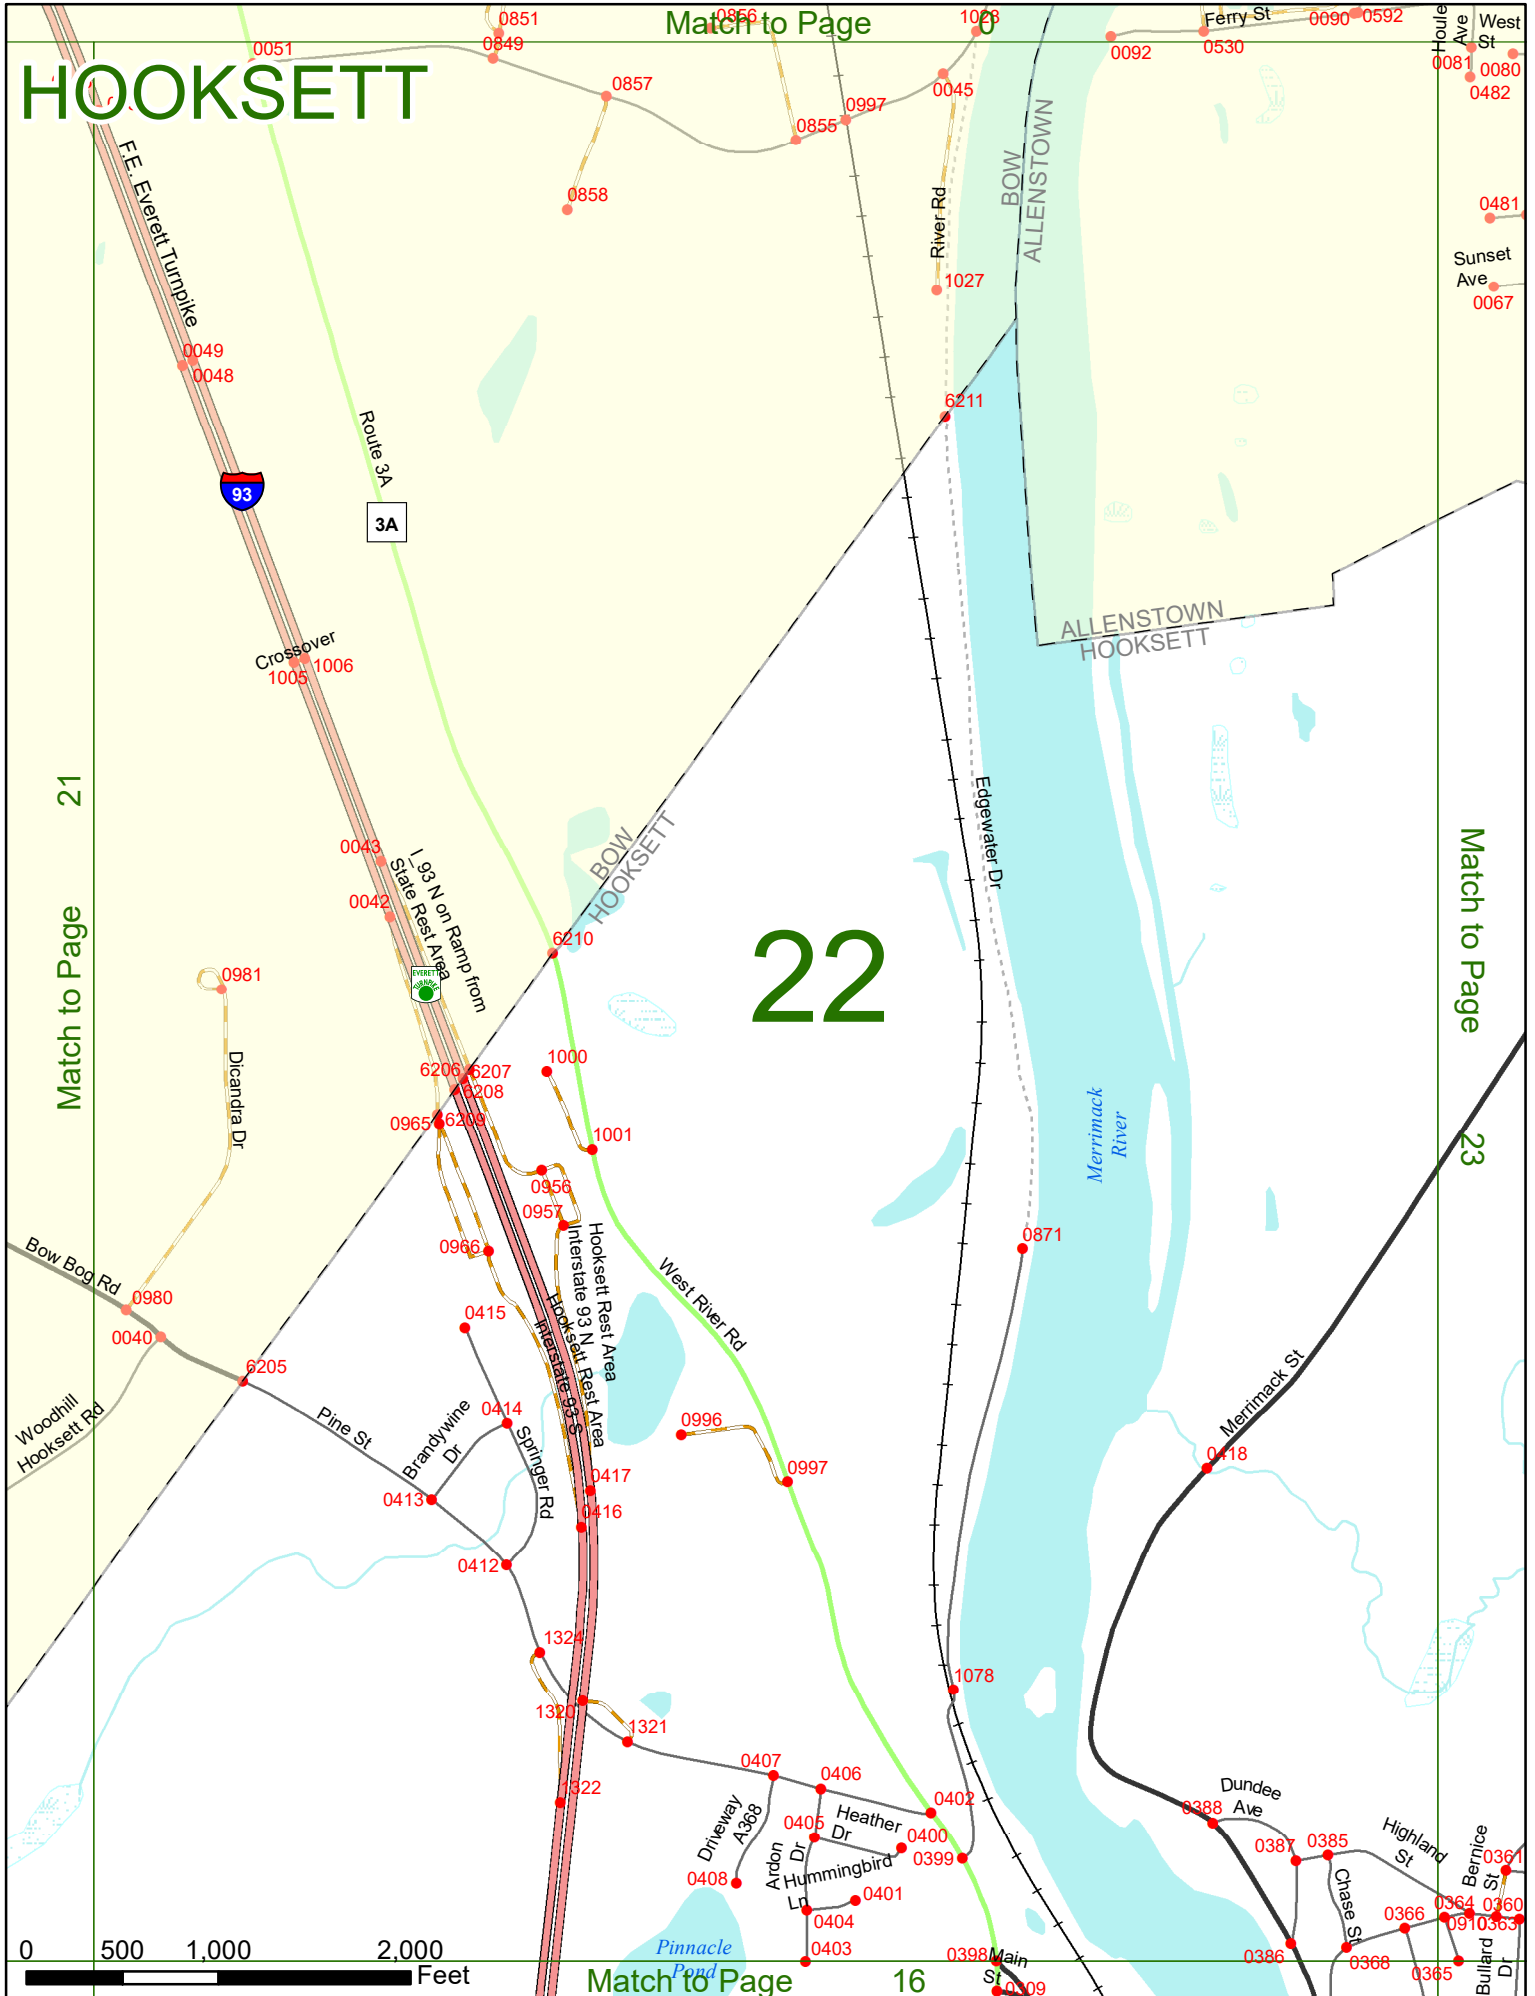 Match to Page
0
HOOKSETT
0051
0851
0849
0856
1028
0092
Ferry St
0530
0090
0592
Houle
Ave
West
St
0081
0080
0482
0857
0997
0045
0855
0858
BOW
ALLENSTOWN
River Rd
1027
0481
Sunset
Ave
0067
F.E. Everett Turnpike
0049
0048
6211
Route 3A
93
3A
ALLENSTOWN
HOOKSETT
Crossover
1005
1006
21
Match to Page
Edgewater Dr
BOW
HOOKSETT
0043
0042
I_93 N on Ramp from
State Rest Area
EVERETT
TURNPIKE
6210
22
Match to Page
23
0981
Dicandra Dr
6206
6207
6208
0965
6209
1000
1001
0956
0957
0966
Merrimack
River
0871
Bow Bog Rd
0980
0040
6205
Woodhill
Hooksett Rd
0415
Hooksett Rest Area
Interstate 93 N
Hooksett Rest Area
Interstate 93 S
West River Rd
Merrimack St
0418
Pine St
Brandywine
Dr
0414
Springer Rd
0413
0417
0416
0412
0996
0997
1324
1320
1321
1322
1078
0407
0406
0402
Driveway
A368
0405
Heather
Dr
0400
0399
Ardon
Dr
Hummingbird
Ln
0408
0401
0404
0403
Dundee
Ave
0388
0387
0385
Highland
St
Bernice
St
0361
Chase St
0366
0364
0910
0363
0360
0386
0368
0365
Bullard
Dr
0398
Main
St
0309
Pinnacle
Pond
0
500
1,000
2,000
Feet
Match to Page
16